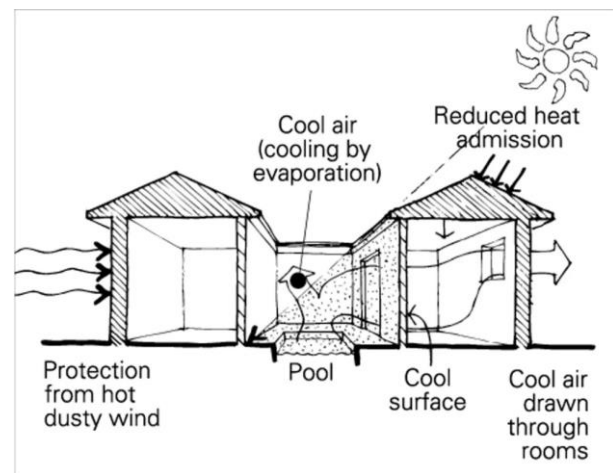 Cool air
(cooling by
evaporation)
Reduced heat
admission
Protection
from hot
dusty wind
Pool
Cool
surface
Cool air
drawn
through
rooms